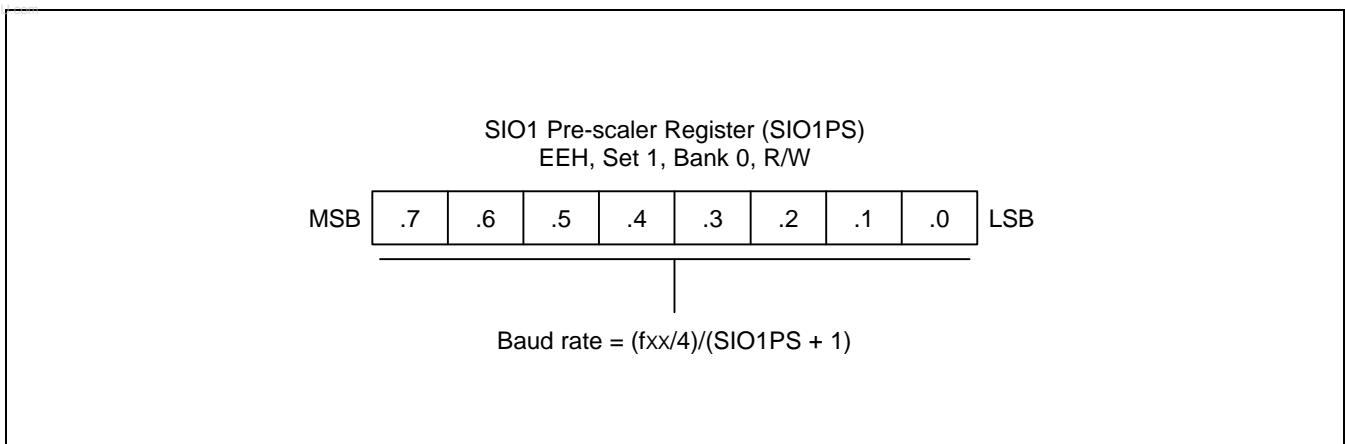 SIO1 Pre-scaler Register (SIO1PS)
EEH, Set 1, Bank 0, R/W
MSB .7 .6 .5 .4 .3 .2 .1 .0 LSB
Baud rate = (fxx/4)/(SIO1PS + 1)